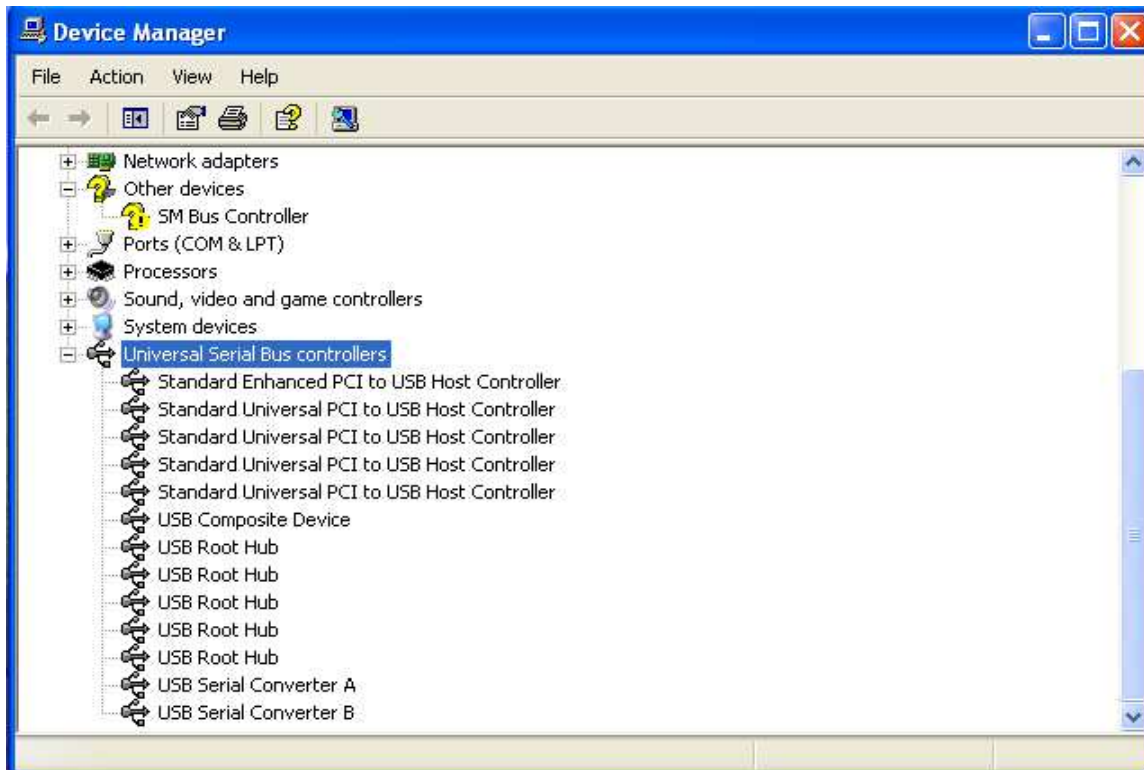 Device Manager
File Action View Help
Network adapters
Other devices
SM Bus Controller
Ports (COM & LPT)
Processors
Sound, video and game controllers
System devices
Universal Serial Bus controllers
Standard Enhanced PCI to USB Host Controller
Standard Universal PCI to USB Host Controller
Standard Universal PCI to USB Host Controller
Standard Universal PCI to USB Host Controller
Standard Universal PCI to USB Host Controller
USB Composite Device
USB Root Hub
USB Root Hub
USB Root Hub
USB Root Hub
USB Root Hub
USB Serial Converter A
USB Serial Converter B